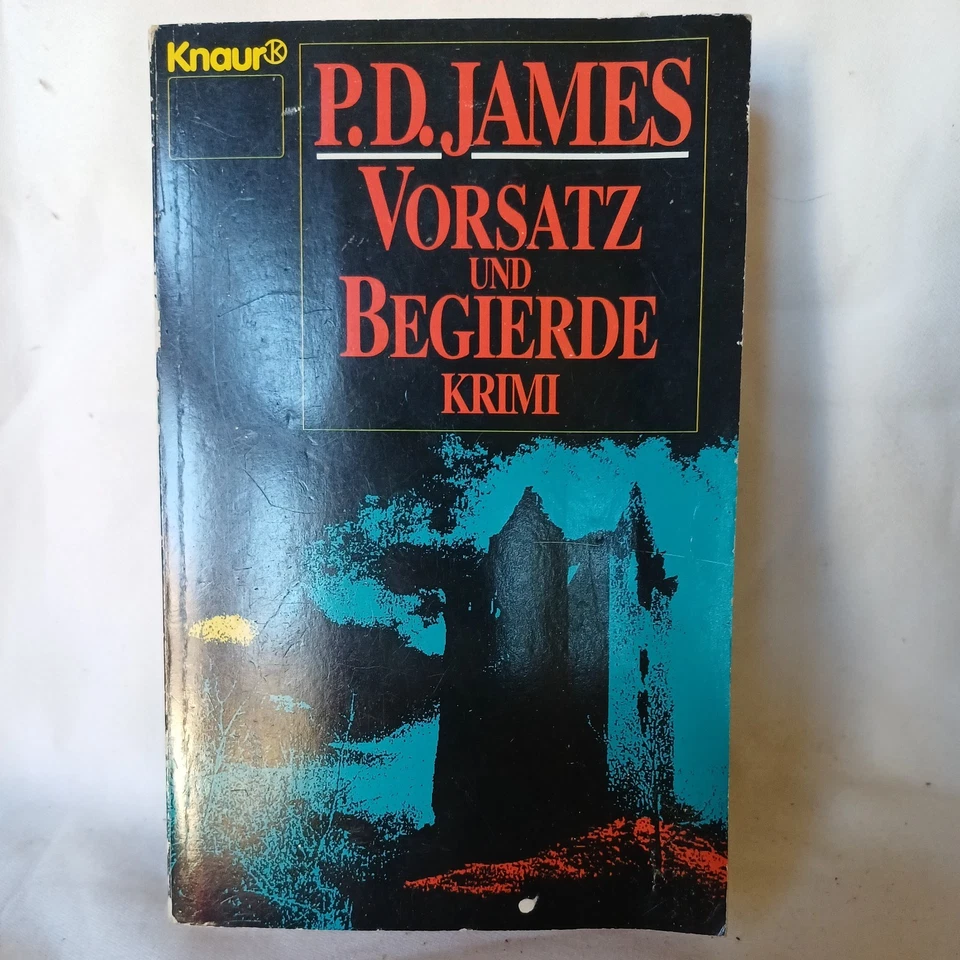 Knaur
P.D. JAMES
VORSATZ
UND
BEGIERDE
KRIMI